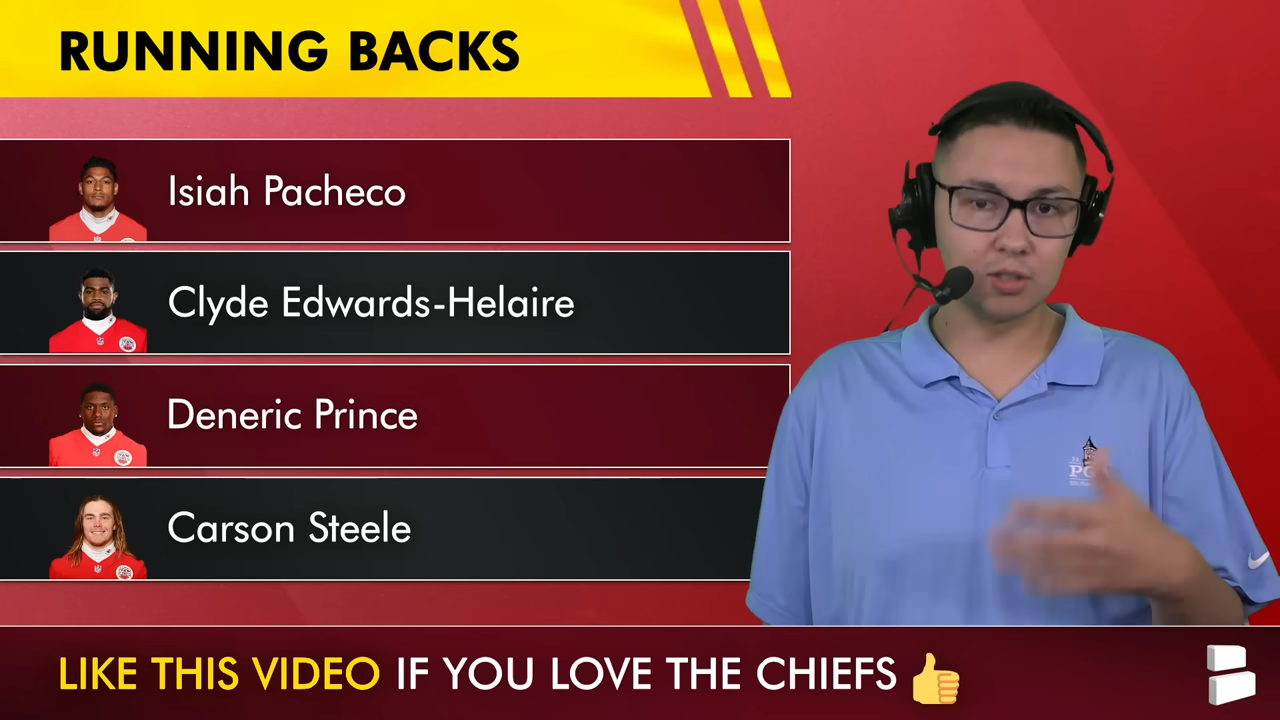 RUNNING BACKS
Isiah Pacheco
Clyde Edwards-Helaire
Deneric Prince
Carson Steele
LIKE THIS VIDEO IF YOU LOVE THE CHIEFS